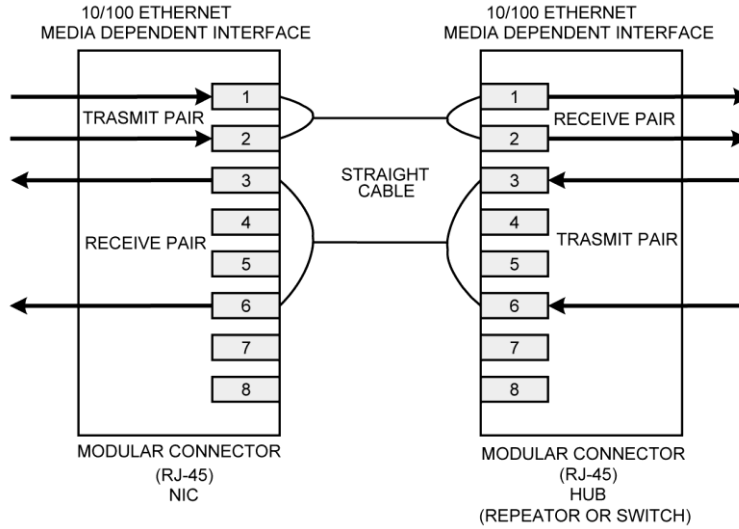 10/100 ETHERNET
MEDIA DEPENDENT INTERFACE
10/100 ETHERNET
MEDIA DEPENDENT INTERFACE
1
TRASMIT PAIR
2
3
4
RECEIVE PAIR
5
6
7
8
STRAIGHT
CABLE
1
RECEIVE PAIR
2
3
4
TRASMIT PAIR
5
6
7
8
MODULAR CONNECTOR
(RJ-45)
NIC
MODULAR CONNECTOR
(RJ-45)
HUB
(REPEATOR OR SWITCH)